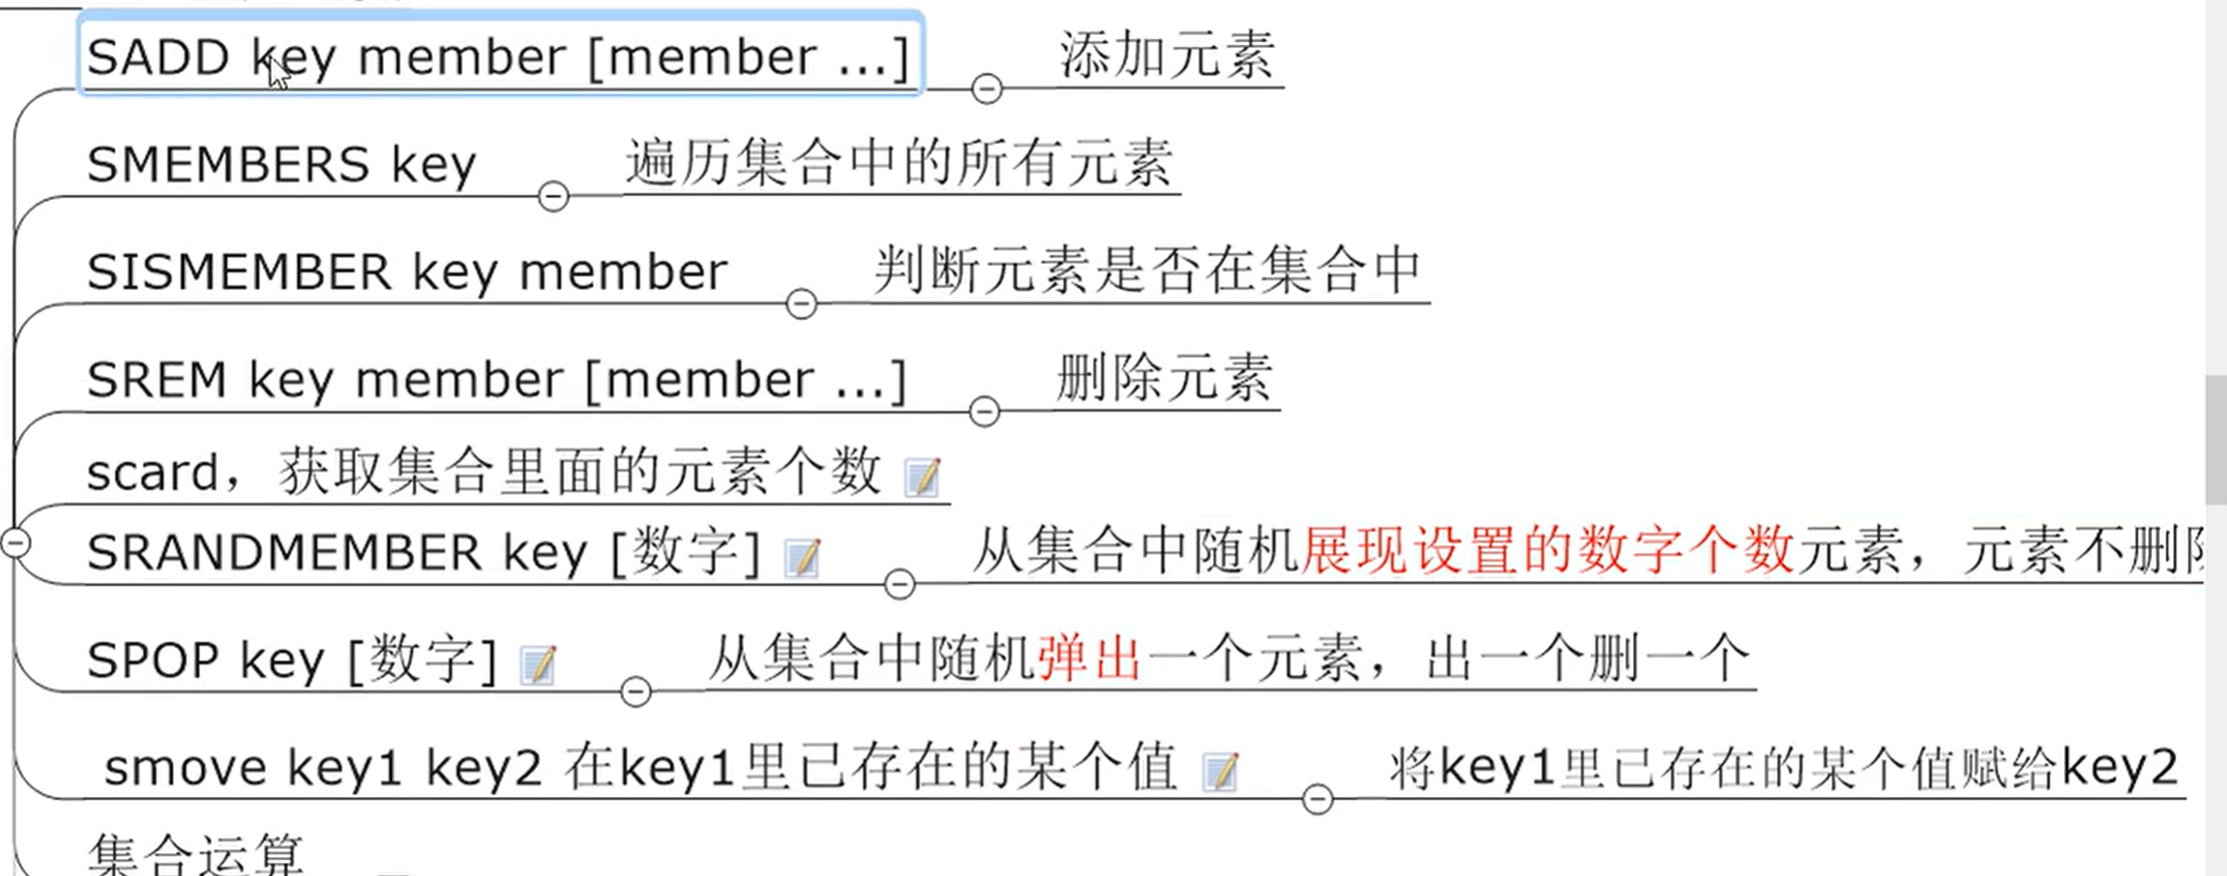 SADD key member [member ...] 添加元素
SMEMBERS key 遍历集合中的所有元素
SISMEMBER key member 判断元素是否在集合中
SREM key member [member ...] 删除元素
scard，获取集合里面的元素个数
SRANDMEMBER key [数字] 从集合中随机展现设置的数字个数元素，元素不删
SPOP key [数字] 从集合中随机弹出一个元素，出一个删一个
smove key1 key2 在key1里已存在的某个值 将key1里已存在的某个值赋给key2
集合运算